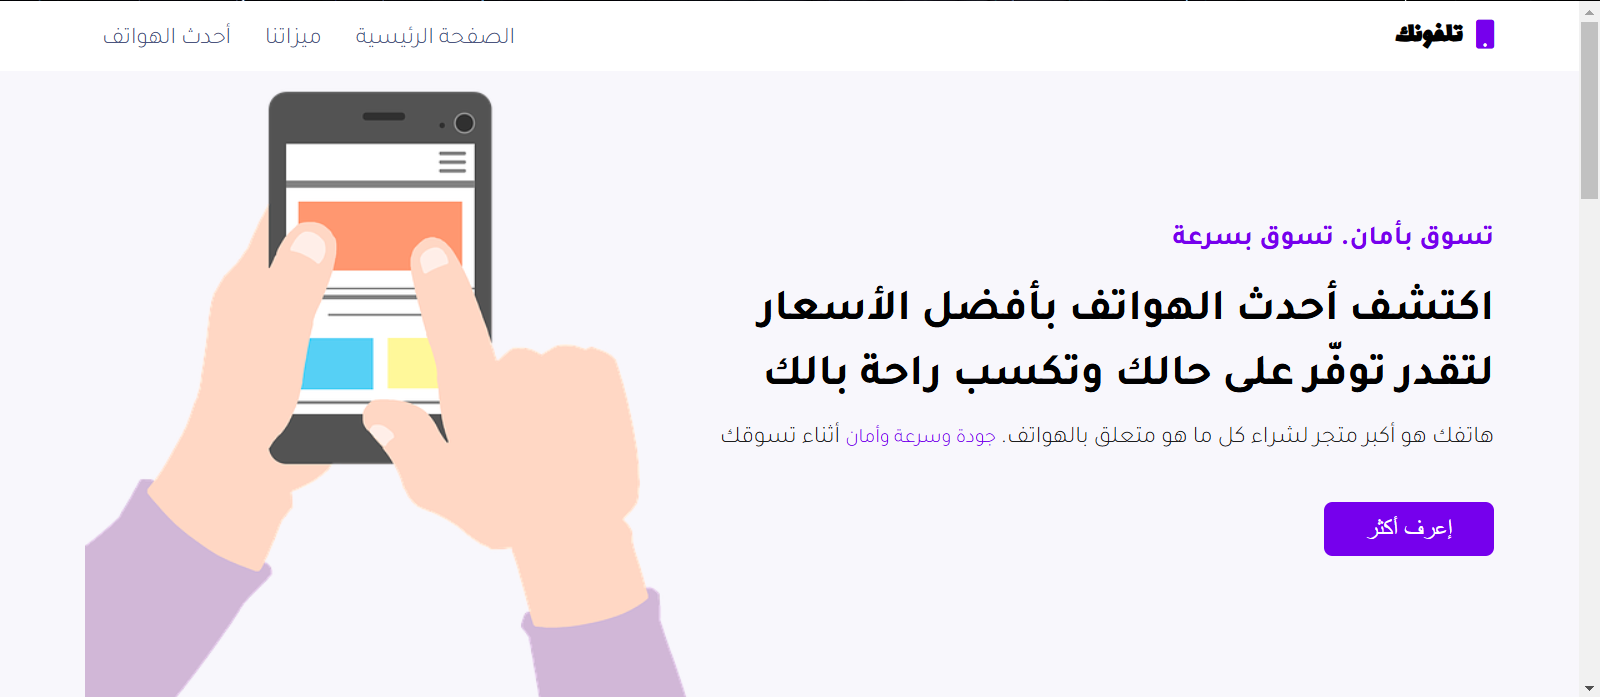 تلفونك
الصفحة الرئيسية
ميزاتنا
أحدث الهواتف
تسوق بأمان. تسوق بسرعة
اكتشف أحدث الهواتف بأفضل الأسعار
لتقدر توفّر على حالك وتكسب راحة بالك
هاتفك هو أكبر متجر لشراء كل ما هو متعلق بالهواتف. جودة وسرعة وأمان أثناء تسوقك
إعرف أكثر